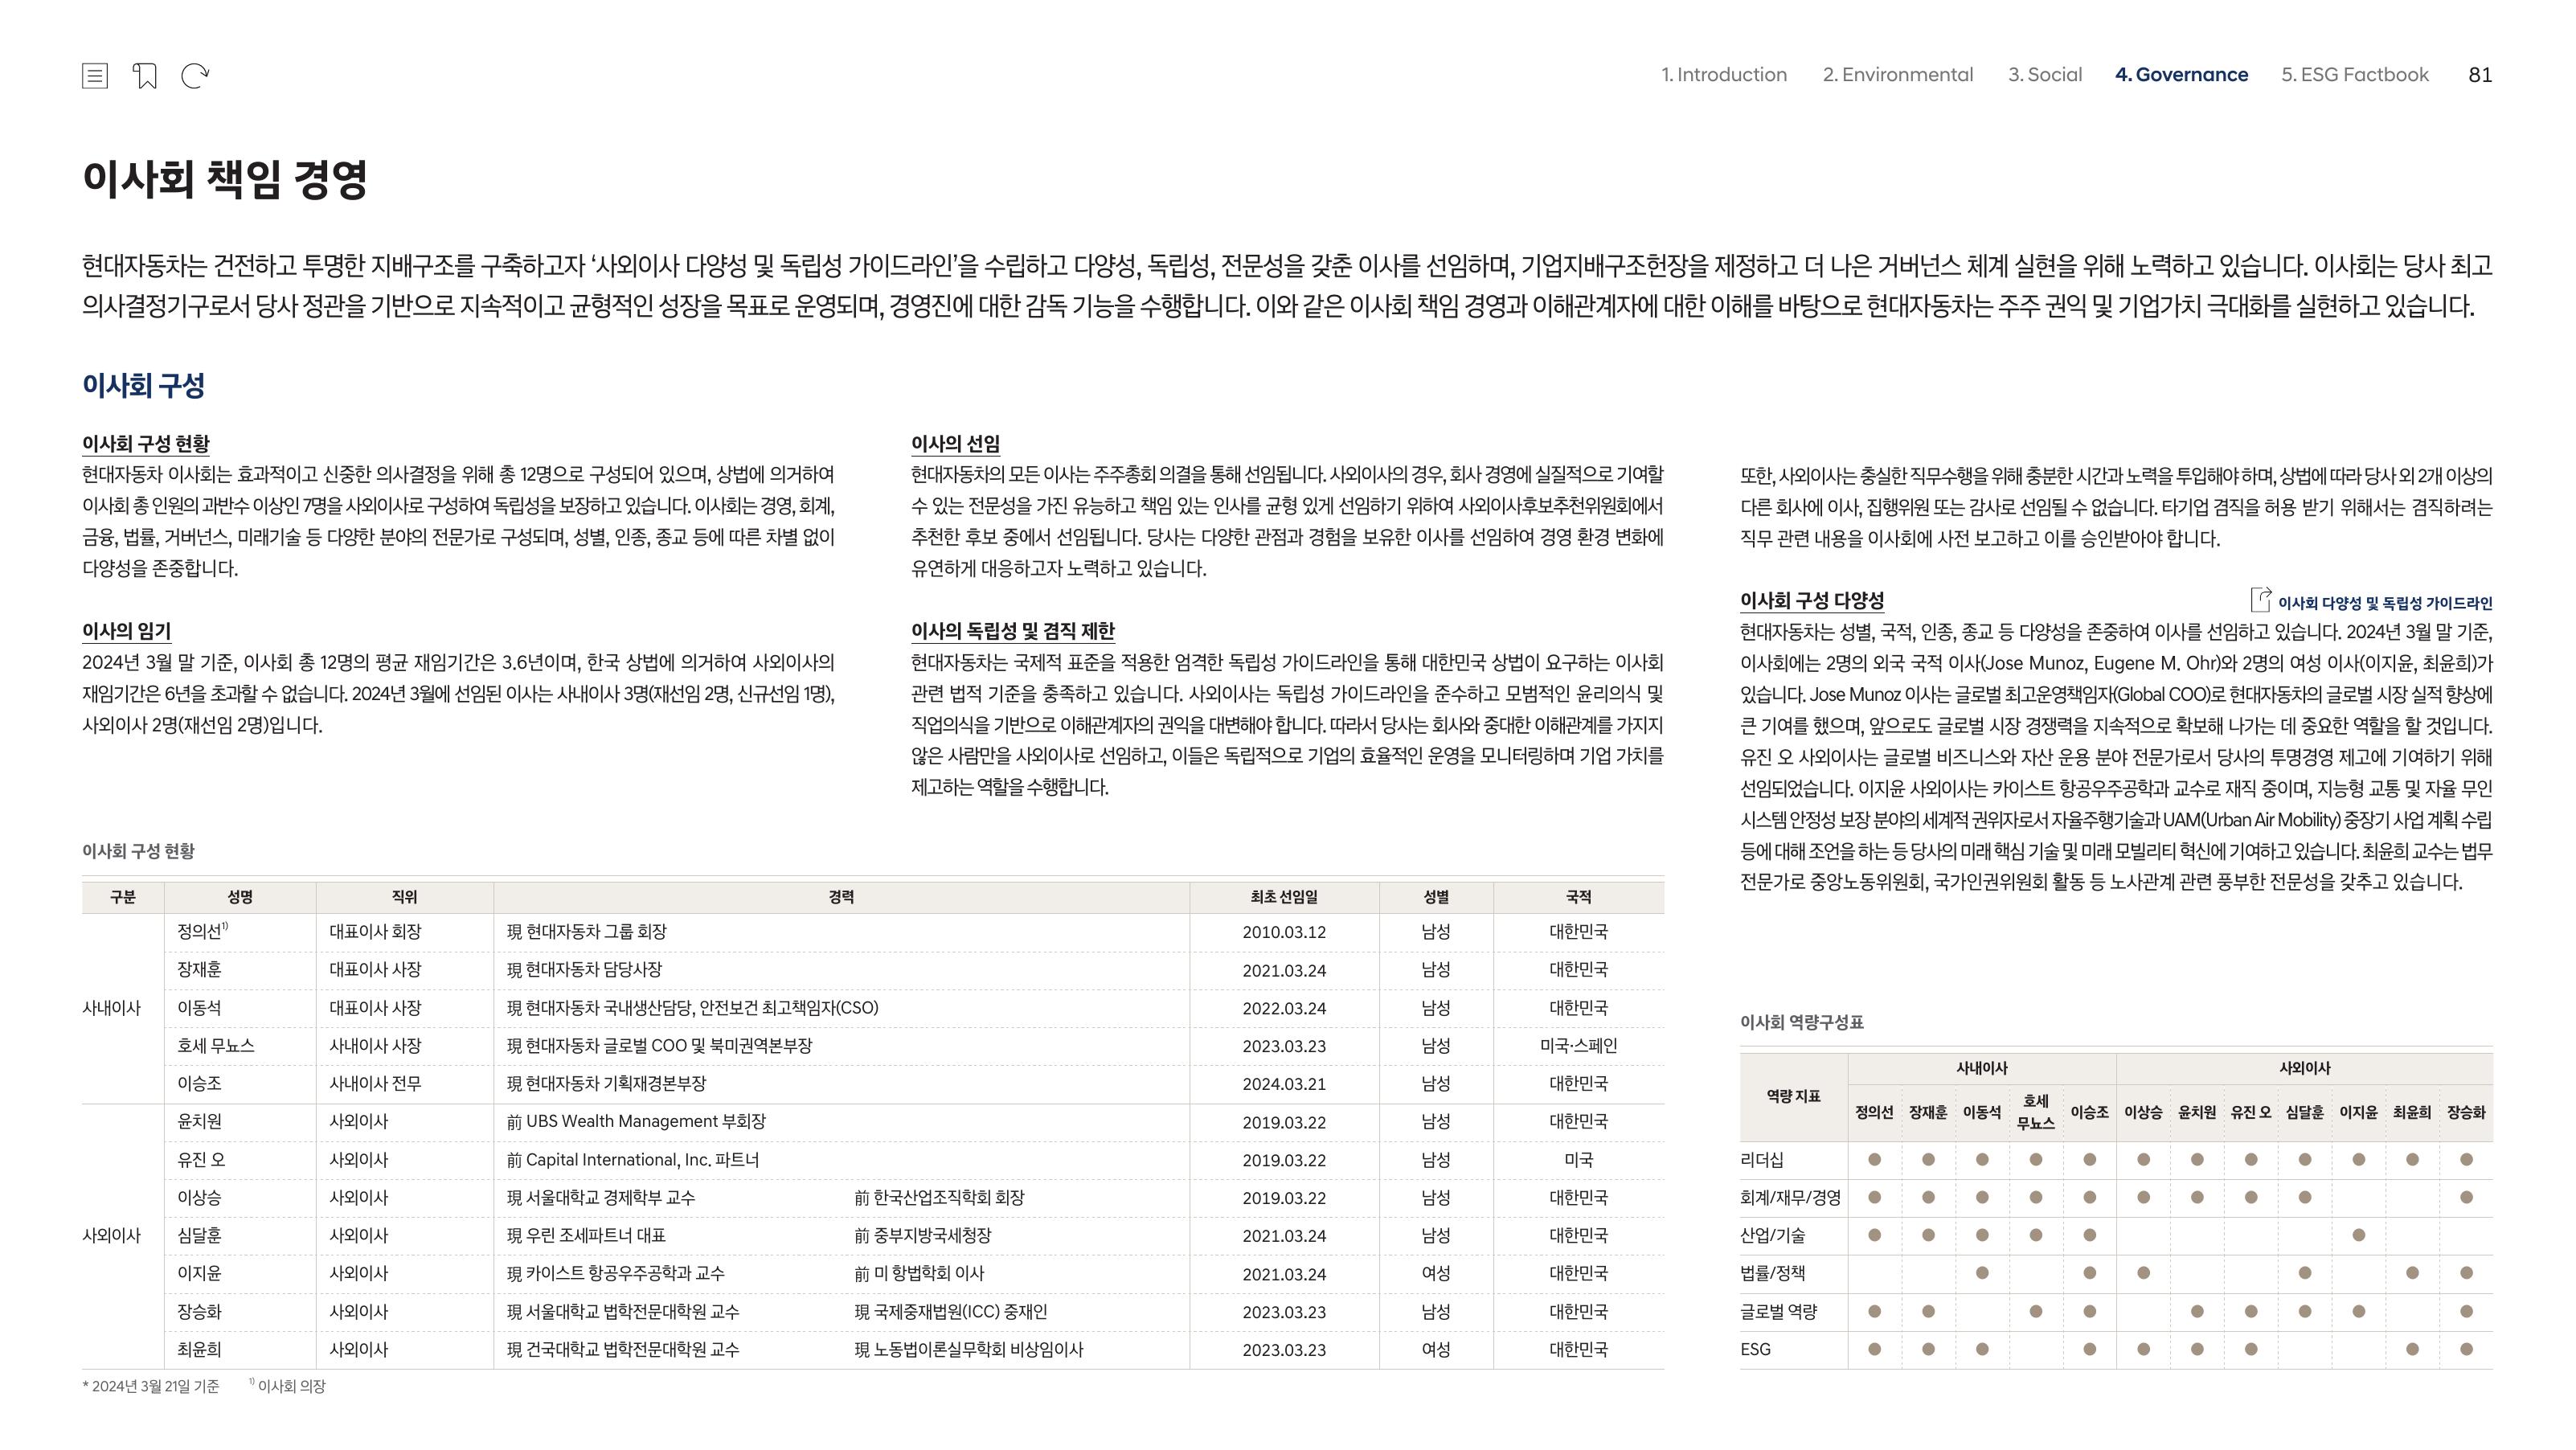 1. Introduction 2. Environmental 3. Social 4. Governance 5. ESG Factbook 81
이사회 책임 경영
현대자동차는 건전하고 투명한 지배구조를 구축하고자 ‘사외이사 다양성 및 독립성 가이드라인’을 수립하고 다양성, 독립성, 전문성을 갖춘 이사를 선임하며, 기업지배구조헌장을 제정하고 더 나은 거버넌스 체계 실현을 위해 노력하고 있습니다. 이사회는 당사 최고
의사결정기구로서 당사 정관을 기반으로 지속적이고 균형적인 성장을 목표로 운영되며, 경영진에 대한 감독 기능을 수행합니다. 이와 같은 이사회 책임 경영과 이해관계자에 대한 이해를 바탕으로 현대자동차는 주주 권익 및 기업가치 극대화를 실현하고 있습니다.
이사회 구성
이사회 구성 현황
현대자동차 이사회는 효과적이고 신중한 의사결정을 위해 총 12명으로 구성되어 있으며, 상법에 의거하여
이사회 총 인원의 과반수 이상인 7명을 사외이사로 구성하여 독립성을 보장하고 있습니다. 이사회는 경영, 회계,
금융, 법률, 거버넌스, 미래기술 등 다양한 분야의 전문가로 구성되며, 성별, 인종, 종교 등에 따른 차별 없이
다양성을 존중합니다.
이사의 임기
2024년 3월 말 기준, 이사회 총 12명의 평균 재임기간은 3.6년이며, 한국 상법에 의거하여 사외이사의
재임기간은 6년을 초과할 수 없습니다. 2024년 3월에 선임된 이사는 사내이사 3명(재선임 2명, 신규선임 1명),
사외이사 2명(재선임 2명)입니다.
이사의 선임
현대자동차의 모든 이사는 주주총회 의결을 통해 선임됩니다. 사외이사의 경우, 회사 경영에 실질적으로 기여할
수 있는 전문성을 가진 유능하고 책임 있는 인사를 균형 있게 선임하기 위하여 사외이사후보추천위원회에서
추천한 후보 중에서 선임됩니다. 당사는 다양한 관점과 경험을 보유한 이사를 선임하여 경영 환경 변화에
유연하게 대응하고자 노력하고 있습니다.
이사의 독립성 및 겸직 제한
현대자동차는 국제적 표준을 적용한 엄격한 독립성 가이드라인을 통해 대한민국 상법이 요구하는 이사회
관련 법적 기준을 충족하고 있습니다. 사외이사는 독립성 가이드라인을 준수하고 모범적인 윤리의식 및
직업의식을 기반으로 이해관계자의 권익을 대변해야 합니다. 따라서 당사는 회사와 중대한 이해관계를 가지지
않은 사람만을 사외이사로 선임하고, 이들은 독립적으로 기업의 효율적인 운영을 모니터링하며 기업 가치를
제고하는 역할을 수행합니다.
또한, 사외이사는 충실한 직무수행을 위해 충분한 시간과 노력을 투입해야 하며, 상법에 따라 당사 외 2개 이상의
다른 회사에 이사, 집행위원 또는 감사로 선임될 수 없습니다. 타기업 겸직을 허용 받기 위해서는 겸직하려는
직무 관련 내용을 이사회에 사전 보고하고 이를 승인받아야 합니다.
이사회 구성 다양성 이사회 다양성 및 독립성 가이드라인
현대자동차는 성별, 국적, 인종, 종교 등 다양성을 존중하여 이사를 선임하고 있습니다. 2024년 3월 말 기준,
이사회에는 2명의 외국 국적 이사(Jose Munoz, Eugene M. Ohr)와 2명의 여성 이사(이지윤, 최윤희)가
있습니다. Jose Munoz 이사는 글로벌 최고운영책임자(Global COO)로 현대자동차의 글로벌 시장 실적 향상에
큰 기여를 했으며, 앞으로도 글로벌 시장 경쟁력을 지속적으로 확보해 나가는 데 중요한 역할을 할 것입니다.
유진 오 사외이사는 글로벌 비즈니스와 자산 운용 분야 전문가로서 당사의 투명경영 제고에 기여하기 위해
선임되었습니다. 이지윤 사외이사는 카이스트 항공우주공학과 교수로 재직 중이며, 지능형 교통 및 자율 무인
시스템 안정성 보장 분야의 세계적 권위자로서 자율주행기술과 UAM(Urban Air Mobility) 중장기 사업 계획 수립
등에 대해 조언을 하는 등 당사의 미래 핵심 기술 및 미래 모빌리티 혁신에 기여하고 있습니다. 최윤희 교수는 법무
전문가로 중앙노동위원회, 국가인권위원회 활동 등 노사관계 관련 풍부한 전문성을 갖추고 있습니다.
이사회 구성 현황
구분 성명 직위 경력 최초 선임일 성별 국적
정의선1) 대표이사 회장 現 현대자동차 그룹 회장 2010.03.12 남성 대한민국
장재훈 대표이사 사장 現 현대자동차 담당사장 2021.03.24 남성 대한민국
사내이사 이동석 대표이사 사장 現 현대자동차 국내생산담당, 안전보건 최고책임자(CSO) 2022.03.24 남성 대한민국
호세 무뇨스 사내이사 사장 現 현대자동차 글로벌 COO 및 북미권역본부장 2023.03.23 남성 미국·스페인
이승조 사내이사 전무 現 현대자동차 기획재경본부장 2024.03.21 남성 대한민국
윤치원 사외이사 前 UBS Wealth Management 부회장 2019.03.22 남성 대한민국
유진 오 사외이사 前 Capital International, Inc. 파트너 2019.03.22 남성 미국
이상승 사외이사 現 서울대학교 경제학부 교수 前 한국산업조직학회 회장 2019.03.22 남성 대한민국
사외이사 심달훈 사외이사 現 우린 조세파트너 대표 前 중부지방국세청장 2021.03.24 남성 대한민국
이지윤 사외이사 現 카이스트 항공우주공학과 교수 前 미 항법학회 이사 2021.03.24 여성 대한민국
장승화 사외이사 現 서울대학교 법학전문대학원 교수 現 국제중재법원(ICC) 중재인 2023.03.23 남성 대한민국
최윤희 사외이사 現 건국대학교 법학전문대학원 교수 現 노동법이론실무학회 비상임이사 2023.03.23 여성 대한민국
* 2024년 3월 21일 기준 1) 이사회 의장
이사회 역량구성표
역량 지표 사내이사 사외이사
정의선 장재훈 이동석 호세 무뇨스 이승조 이상승 윤치원 유진 오 심달훈 이지윤 최윤희 장승화
리더십 ● ● ● ● ● ● ● ● ● ● ● ●
회계/재무/경영 ● ● ● ● ● ● ● ● ● ●
산업/기술 ● ● ● ● ● ●
법률/정책 ● ● ● ● ● ●
글로벌 역량 ● ● ● ● ● ● ● ● ●
ESG ● ● ● ● ● ● ● ● ●